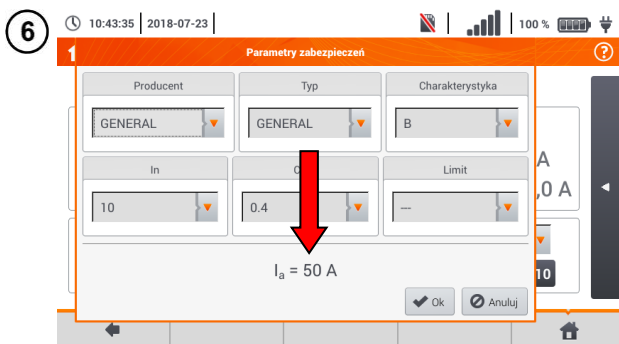 6
10:43:35 2018-07-23 100 %
Parametry zabezpieczeń ?
Producent Typ Charakterystyka
GENERAL GENERAL B
In Limit
10 0.4 ---
Iₐ = 50 A
A
,0 A
10
Ok Anuluj